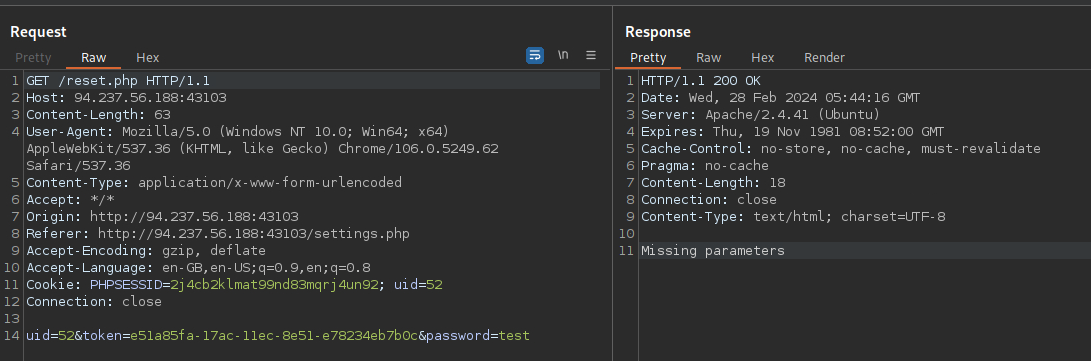 Request
Pretty Raw Hex \n
1 GET /reset.php HTTP/1.1
2 Host: 94.237.56.188:43103
3 Content-Length: 63
4 User-Agent: Mozilla/5.0 (Windows NT 10.0; Win64; x64)
AppleWebKit/537.36 (KHTML, like Gecko) Chrome/106.0.5249.62
Safari/537.36
5 Content-Type: application/x-www-form-urlencoded
6 Accept: */*
7 Origin: http://94.237.56.188:43103
8 Referer: http://94.237.56.188:43103/settings.php
9 Accept-Encoding: gzip, deflate
10 Accept-Language: en-GB,en-US;q=0.9,en;q=0.8
11 Cookie: PHPSESSID=2j4cb2klmat99nd83mqrj4un92; uid=52
12 Connection: close
13
14 uid=52&token=e51a85fa-17ac-11ec-8e51-e78234eb7b0c&password=test
Response
Pretty Raw Hex Render
1 HTTP/1.1 200 OK
2 Date: Wed, 28 Feb 2024 05:44:16 GMT
3 Server: Apache/2.4.41 (Ubuntu)
4 Expires: Thu, 19 Nov 1981 08:52:00 GMT
5 Cache-Control: no-store, no-cache, must-revalidate
6 Pragma: no-cache
7 Content-Length: 18
8 Connection: close
9 Content-Type: text/html; charset=UTF-8
10
11 Missing parameters